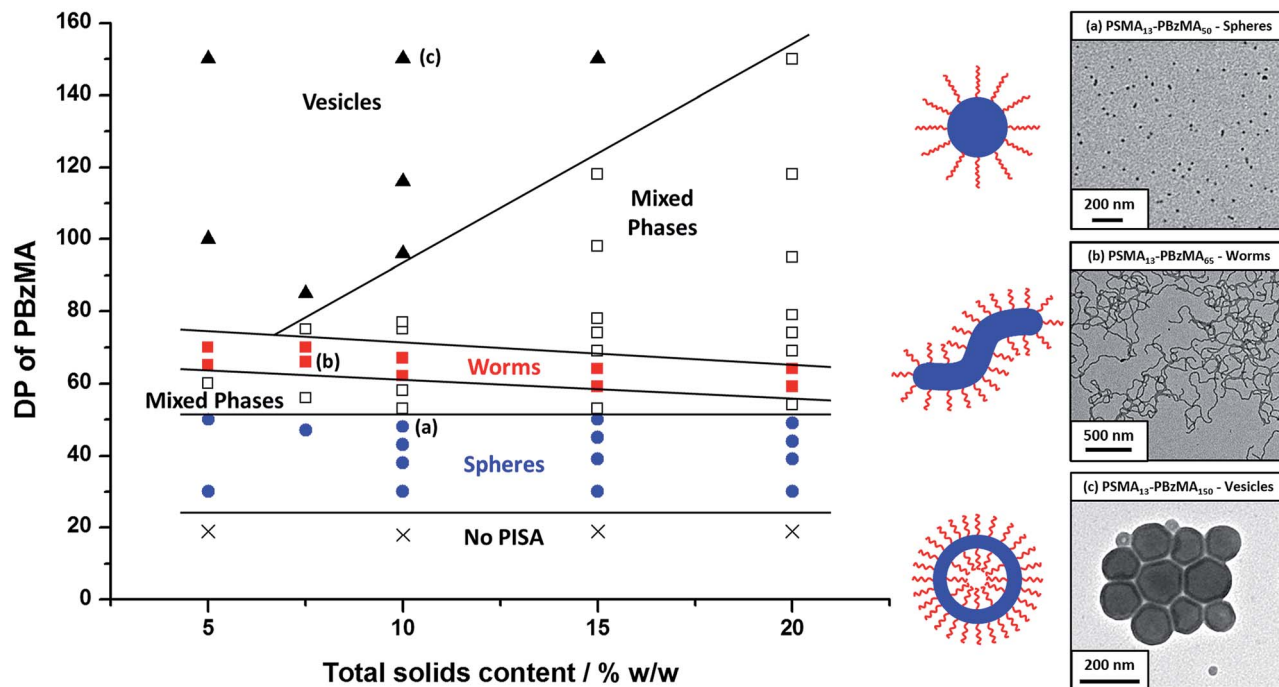 160
140
120
100
80
60
40
20
0
DP of PBzMA
5
10
15
20
Total solids content / % w/w
(c)
Vesicles
Mixed
Phases
(b)
Worms
Mixed Phases
(a)
Spheres
No PISA
(a) PSMA₁₃-PBzMA₅₀ - Spheres
200 nm
(b) PSMA₁₃-PBzMA₆₅ - Worms
500 nm
(c) PSMA₁₃-PBzMA₁₅₀ - Vesicles
200 nm